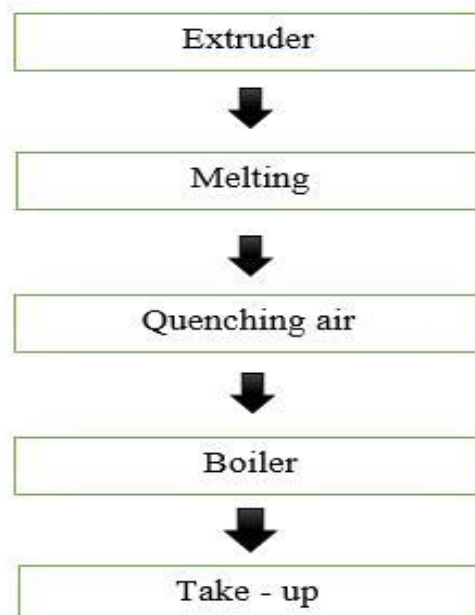 Extruder
Melting
Quenching air
Boiler
Take - up